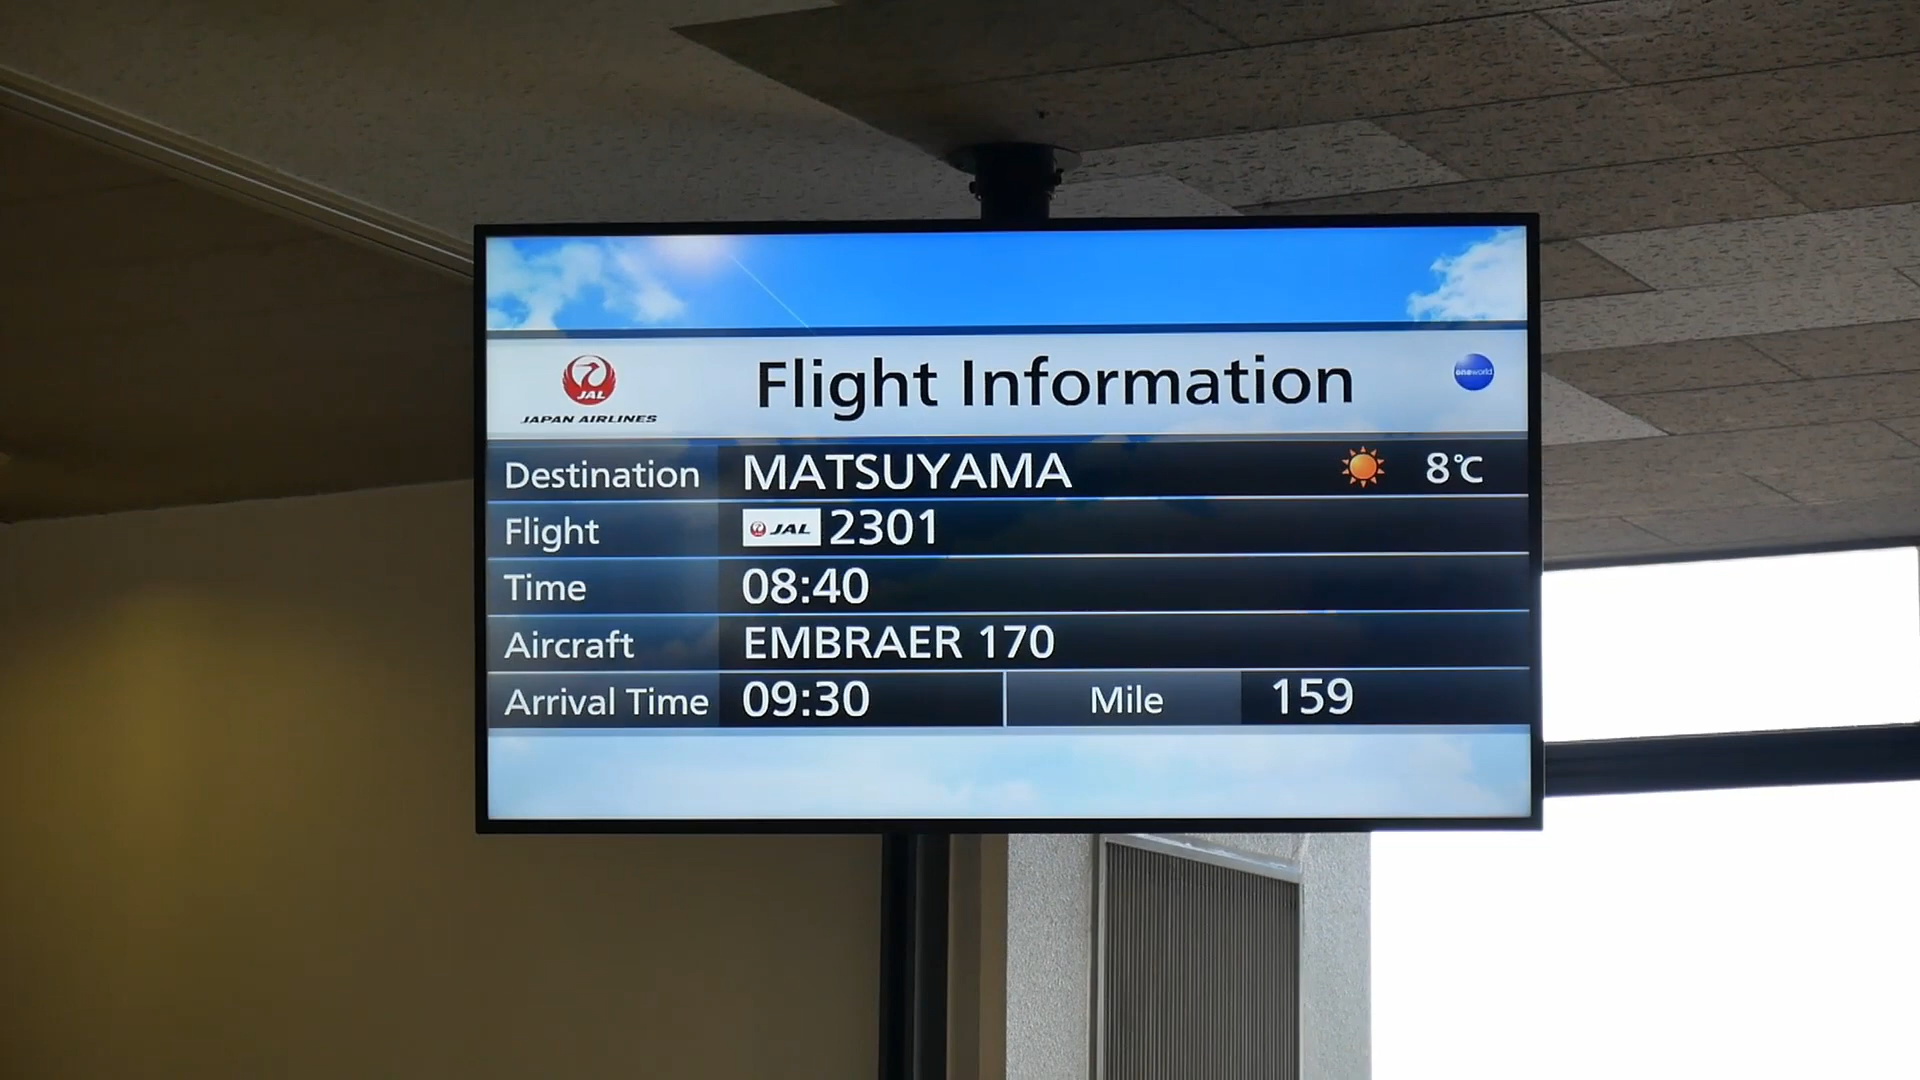 JAL
JAPAN AIRLINES
Flight Information
oneworld
Destination MATSUYAMA 8℃
Flight JAL 2301
Time 08:40
Aircraft EMBRAER 170
Arrival Time 09:30 Mile 159